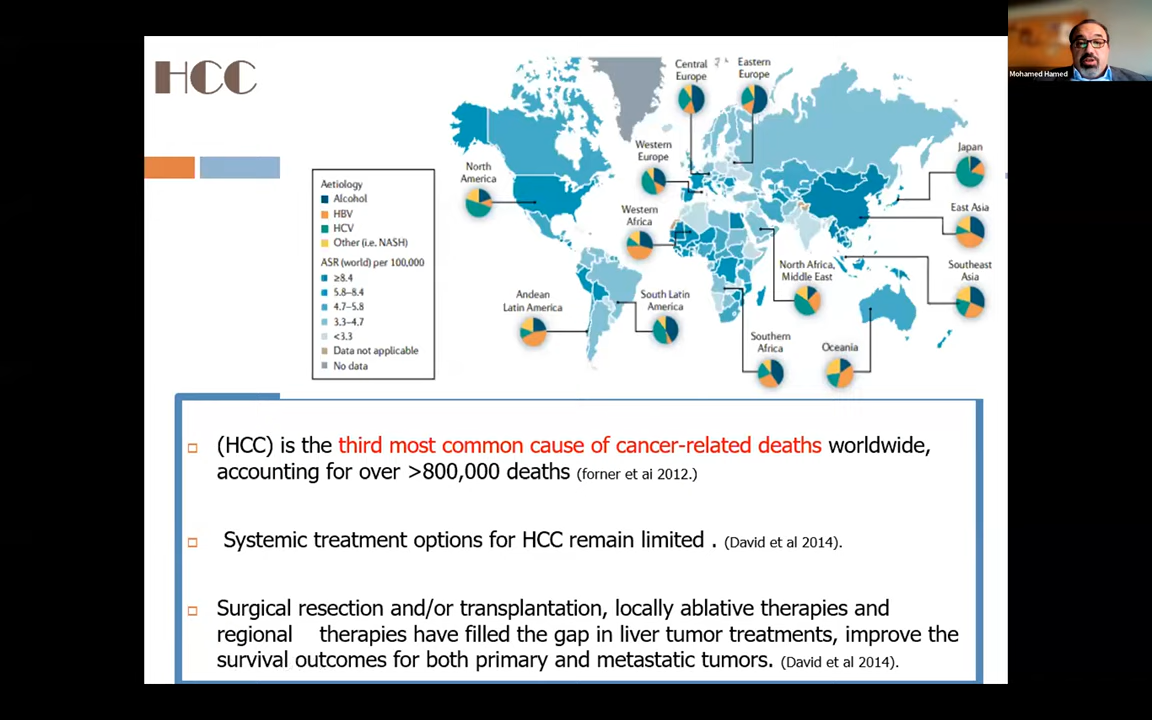 HCC
Mohamed Hamed
Central
Europe
Eastern
Europe
Western
Europe
North
America
Japan
Western
Africa
East Asia
North Africa,
Middle East
Southeast
Asia
Andean
Latin America
South Latin
America
Southern
Africa
Oceania
Aetiology
Alcohol
HBV
HCV
Other (i.e. NASH)
ASR (world) per 100,000
≥8.4
5.8–8.4
4.7–5.8
3.3–4.7
<3.3
Data not applicable
No data
(HCC) is the third most common cause of cancer-related deaths worldwide,
accounting for over >800,000 deaths (forner et ai 2012.)
Systemic treatment options for HCC remain limited . (David et al 2014).
Surgical resection and/or transplantation, locally ablative therapies and
regional therapies have filled the gap in liver tumor treatments, improve the
survival outcomes for both primary and metastatic tumors. (David et al 2014).